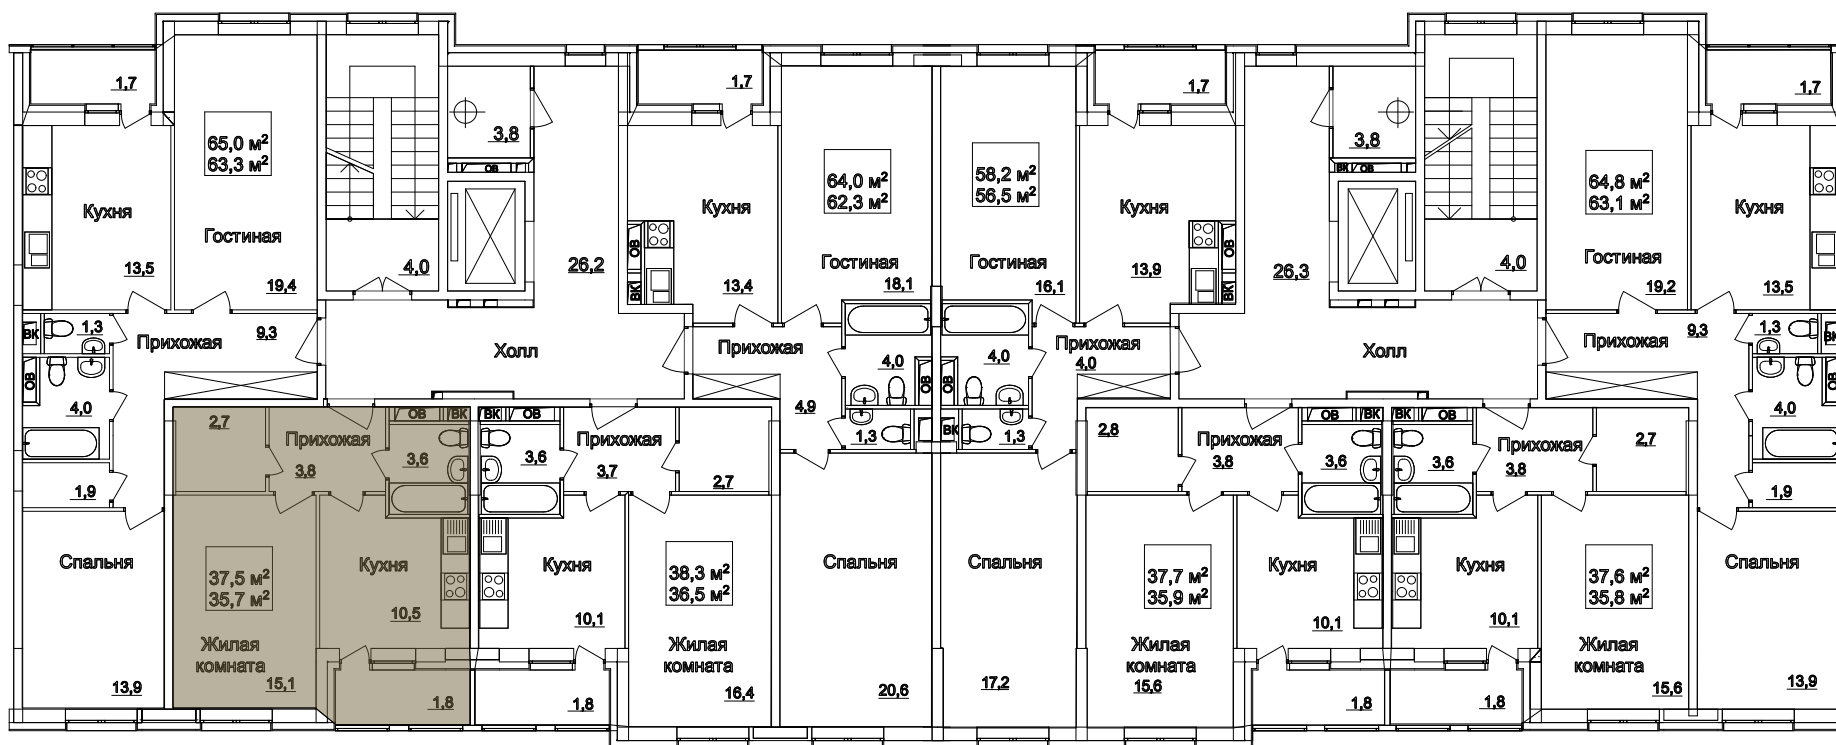 1,7
1,7
1,7
1,7
65,0 м²
63,3 м²
3,8
ОВ
3,8
ВК
ОВ
64,0 м²
62,3 м²
58,2 м²
56,5 м²
64,8 м²
63,1 м²
Кухня
Кухня
Кухня
Кухня
Гостиная
Гостиная
Гостиная
Гостиная
ОВ
ОВ
13,5
19,4
4,0
26,2
13,4
18,1
16,1
13,9
26,3
4,0
19,2
13,5
ВК
ВК
ВК
1,3
Прихожая
9,3
Холл
Прихожая
4,0
4,0
Прихожая
4,0
Холл
Прихожая
9,3
1,3
ВК
ОВ
ОВ
ОВ
ОВ
4,0
4,9
4,0
2,7
Прихожая
3,8
ОВ
ВК
3,6
ВК
ОВ
3,6
Прихожая
3,7
2,7
1,3
ВК
1,3
2,8
Прихожая
3,8
ОВ
ВК
3,6
ВК
ОВ
3,6
Прихожая
3,8
2,7
1,9
1,9
Спальня
37,5 м²
35,7 м²
Кухня
10,5
Кухня
10,1
38,3 м²
36,5 м²
Спальня
Спальня
37,7 м²
35,9 м²
Кухня
10,1
Кухня
10,1
37,6 м²
35,8 м²
Спальня
Жилая
комната
15,1
Жилая
комната
16,4
Жилая
комната
15,6
Жилая
комната
15,6
13,9
1,8
1,8
20,6
17,2
1,8
1,8
13,9